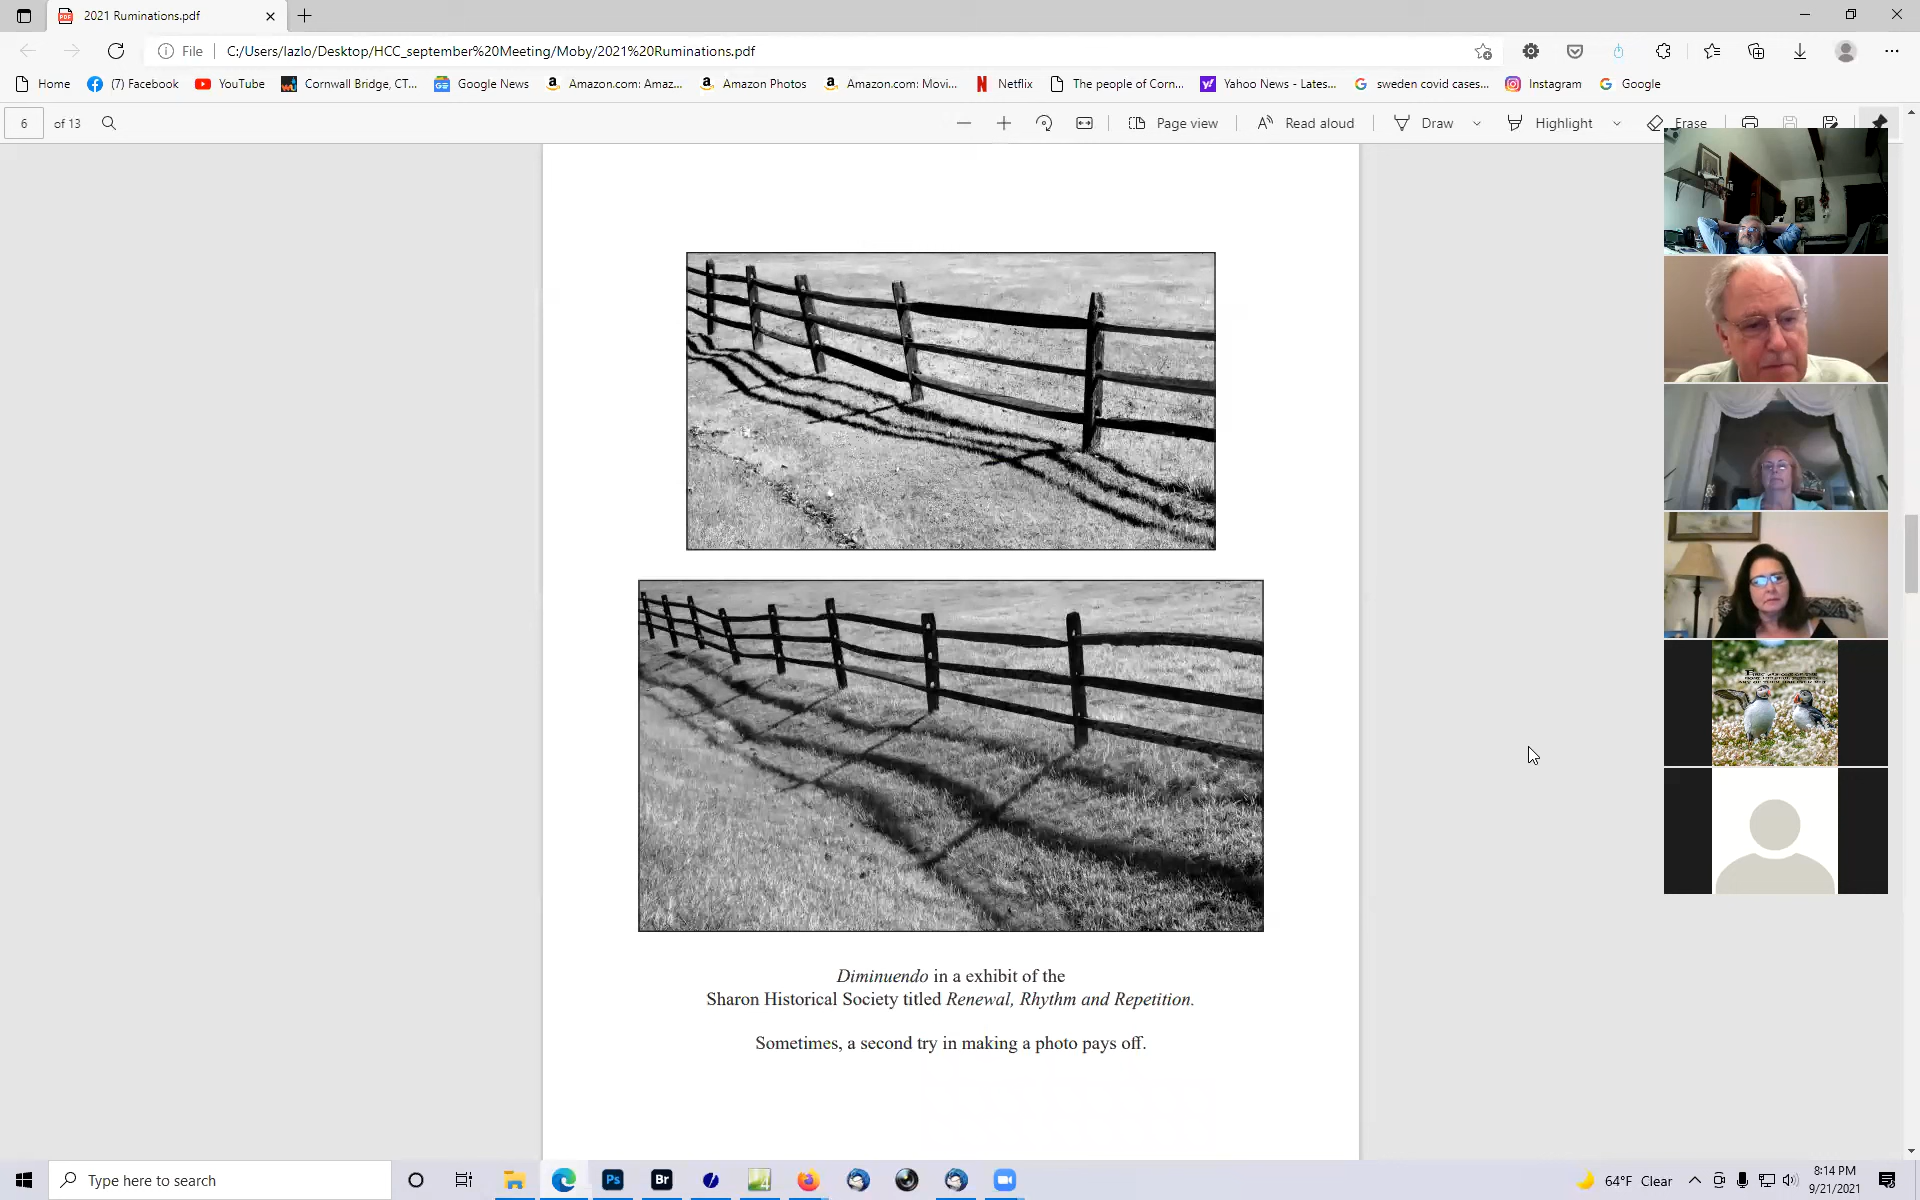 2021 Ruminations.pdf
File
C:/Users/lazlo/Desktop/HCC_september%20Meeting/Moby/2021%20Ruminations.pdf
Home
(7) Facebook
YouTube
Cornwall Bridge, CT...
Google News
Amazon.com: Amaz...
Amazon Photos
Amazon.com: Movi...
Netflix
The people of Corn...
Yahoo News - Lates...
sweden covid cases...
Instagram
Google
6 of 13
Page view
Read aloud
Draw
Highlight
Erase
Diminuendo in a exhibit of the
Sharon Historical Society titled Renewal, Rhythm and Repetition.
Sometimes, a second try in making a photo pays off.
Type here to search
Ps
Br
4
64°F Clear
8:14 PM
9/21/2021